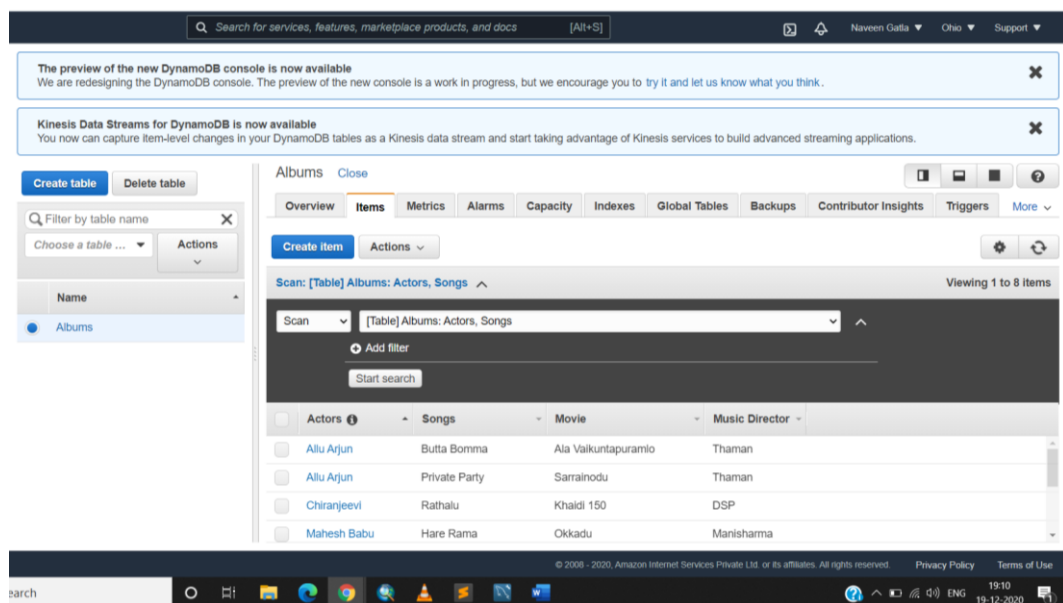 Search for services, features, marketplace products, and docs [Alt+S] Naveen Gatla Ohio Support
The preview of the new DynamoDB console is now available
We are redesigning the DynamoDB console. The preview of the new console is a work in progress, but we encourage you to try it and let us know what you think.
Kinesis Data Streams for DynamoDB is now available
You now can capture item-level changes in your DynamoDB tables as a Kinesis data stream and start taking advantage of Kinesis services to build advanced streaming applications.
Create table Delete table
Filter by table name
Choose a table ... Actions
Name
Albums
Albums Close
Overview Items Metrics Alarms Capacity Indexes Global Tables Backups Contributor Insights Triggers More
Create item Actions
Scan: [Table] Albums: Actors, Songs Viewing 1 to 8 items
Scan [Table] Albums: Actors, Songs
Add filter
Start search
Actors Songs Movie Music Director
Allu Arjun Butta Bomma Ala Vaikuntapuramlo Thaman
Allu Arjun Private Party Sarrainodu Thaman
Chiranjeevi Rathalu Khaidi 150 DSP
Mahesh Babu Hare Rama Okkadu Manisharma
© 2008 - 2020, Amazon Internet Services Private Ltd. or its affiliates. All rights reserved. Privacy Policy Terms of Use
earch ENG 19:10
19-12-2020